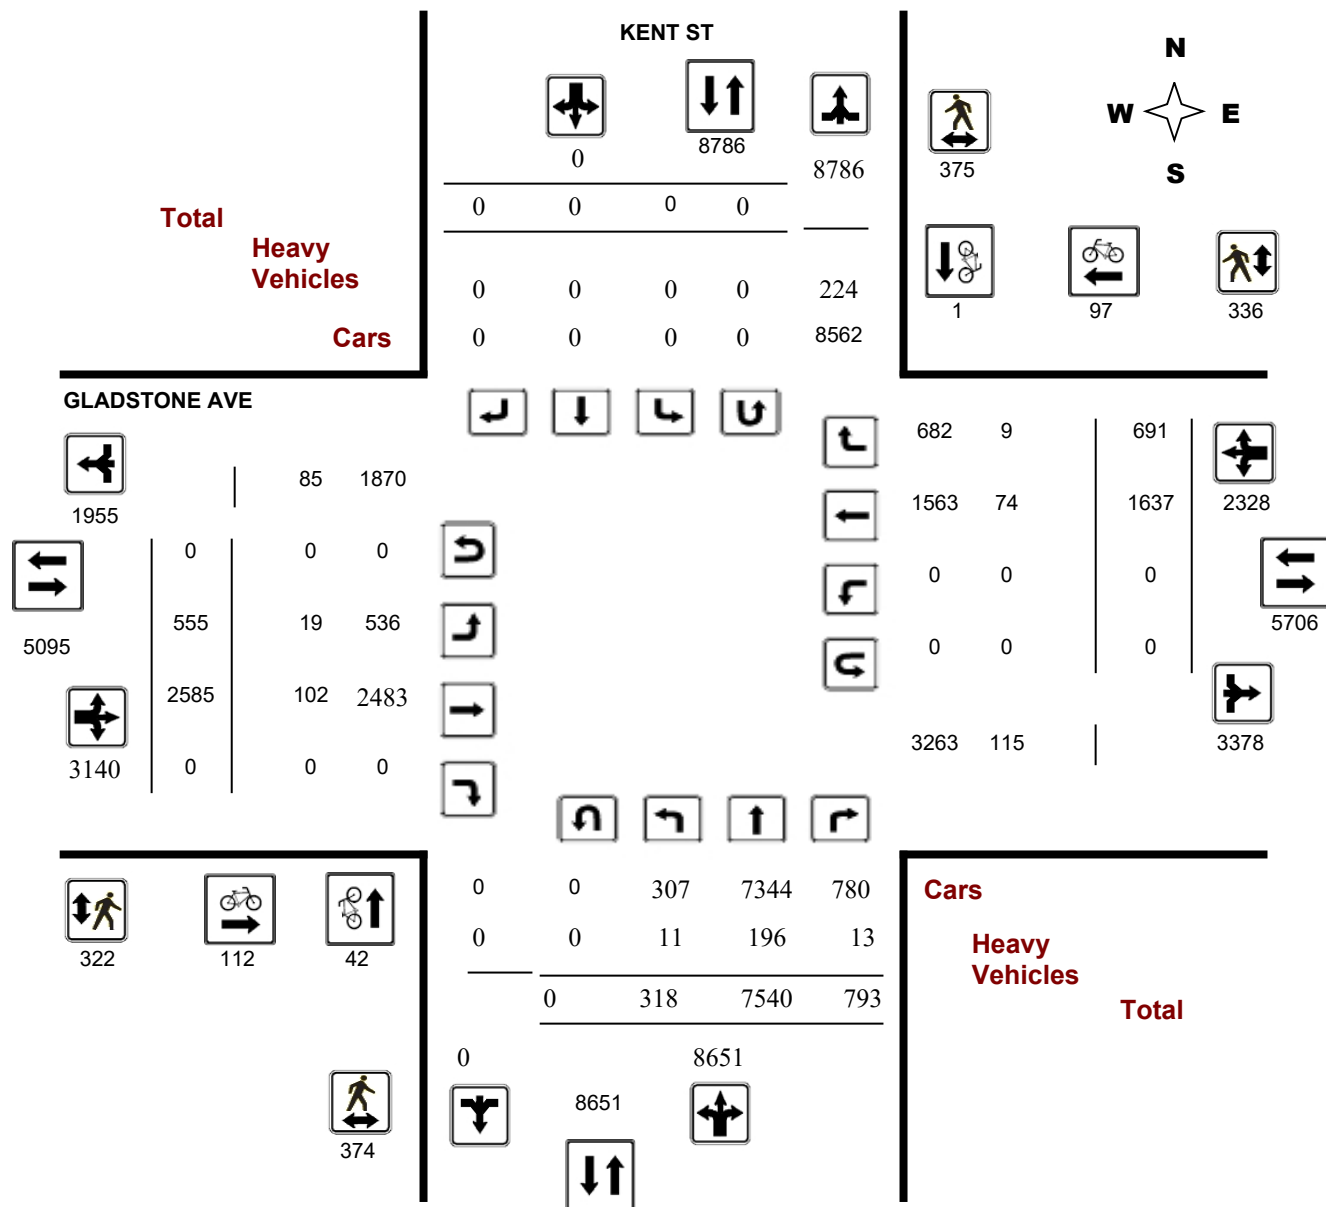 KENT ST
N
W E
S
0
8786
8786
375
0 0 0 0
Total
Heavy
Vehicles
0 0 0 0 224
1 97 336
Cars
0 0 0 0 8562
GLADSTONE AVE
682 9 691
85 1870
1955
1563 74 1637 2328
0 0 0
0 0 0
555 19 536
5095
5706
0 0 0
2585 102 2483
3140
3263 115 3378
0 0 0
0 0 307 7344 780
Cars
0 0 11 196 13
Heavy
Vehicles
322 112 42
0 318 7540 793
Total
0 8651
8651
374